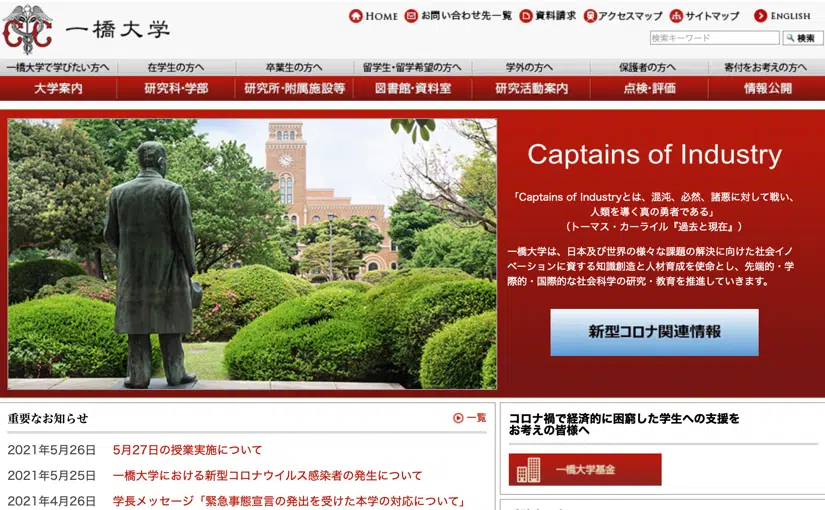 一橋大学
HOME お問い合わせ先一覧 資料請求 アクセスマップ サイトマップ ENGLISH
検索キーワード 検索
一橋大学で学びたい方へ 在学生の方へ 卒業生の方へ 留学生・留学希望の方へ 学外の方へ 保護者の方へ 寄付をお考えの方へ
大学案内 研究科・学部 研究所・附属施設等 図書館・資料室 研究活動案内 点検・評価 情報公開
Captains of Industry
「Captains of Industryとは、混沌、必然、諸悪に対して戦い、
人類を導く真の勇者である」
（トーマス・カーライル『過去と現在』）
一橋大学は、日本及び世界の様々な課題の解決に向けた社会イノ
ベーションに資する知識創造と人材育成を使命とし、先端的・学
際的・国際的な社会科学の研究・教育を推進していきます。
新型コロナ関連情報
重要なお知らせ 一覧
2021年5月26日 5月27日の授業実施について
2021年5月25日 一橋大学における新型コロナウイルス感染者の発生について
2021年4月26日 学長メッセージ「緊急事態宣言の発出を受けた本学の対応について」
コロナ禍で経済的に困窮した学生への支援を
お考えの皆様へ
一橋大学基金